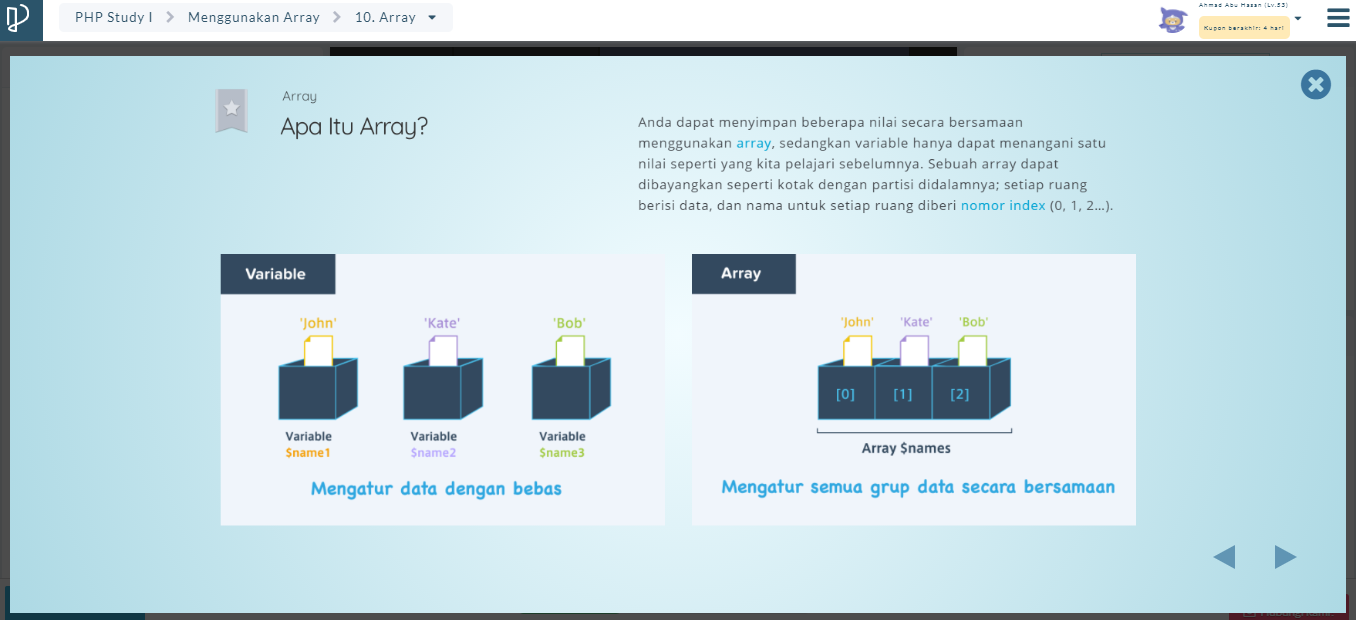 PHP Study I
Menggunakan Array
10. Array
Ahmad Abu Hasan (Lv.53)
Kupon berakhir: 4 hari
Array
Apa Itu Array?
Anda dapat menyimpan beberapa nilai secara bersamaan
menggunakan array, sedangkan variable hanya dapat menangani satu
nilai seperti yang kita pelajari sebelumnya. Sebuah array dapat
dibayangkan seperti kotak dengan partisi didalamnya; setiap ruang
berisi data, dan nama untuk setiap ruang diberi nomor index (0, 1, 2...).
Variable
'John' 'Kate' 'Bob'
Variable Variable Variable
$name1 $name2 $name3
Mengatur data dengan bebas
Array
'John' 'Kate' 'Bob'
[0] [1] [2]
Array $names
Mengatur semua grup data secara bersamaan